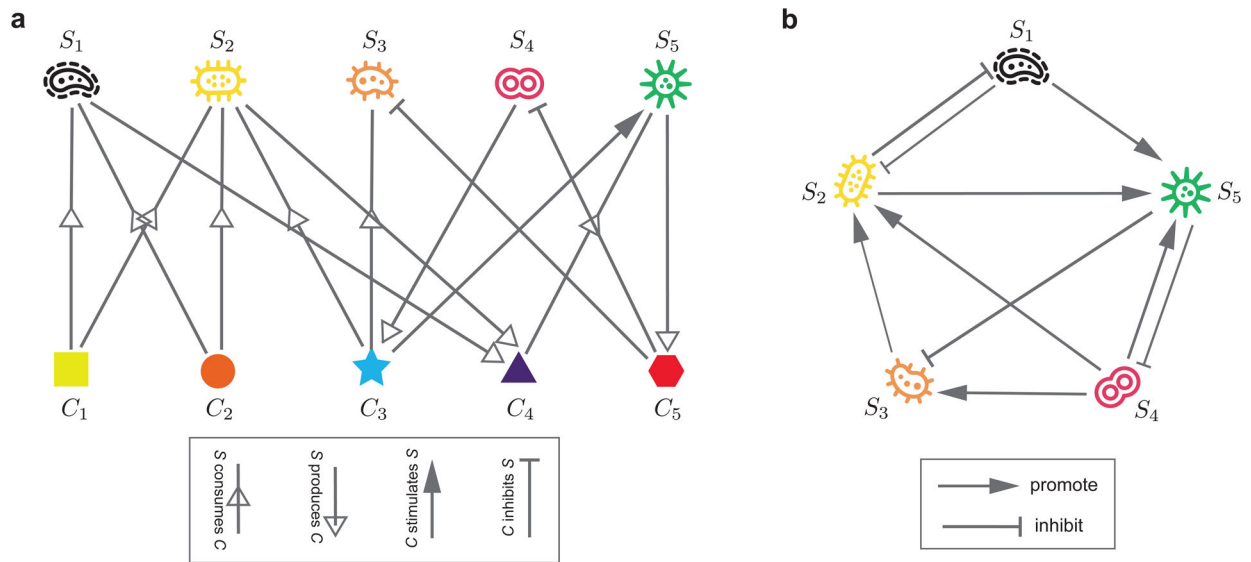 a
S₁ S₂ S₃ S₄ S₅
C₁ C₂ C₃ C₄ C₅
S consumes C
S produces C
C stimulates S
C inhibits S
b
S₁
S₂
S₅
S₃
S₄
promote
inhibit